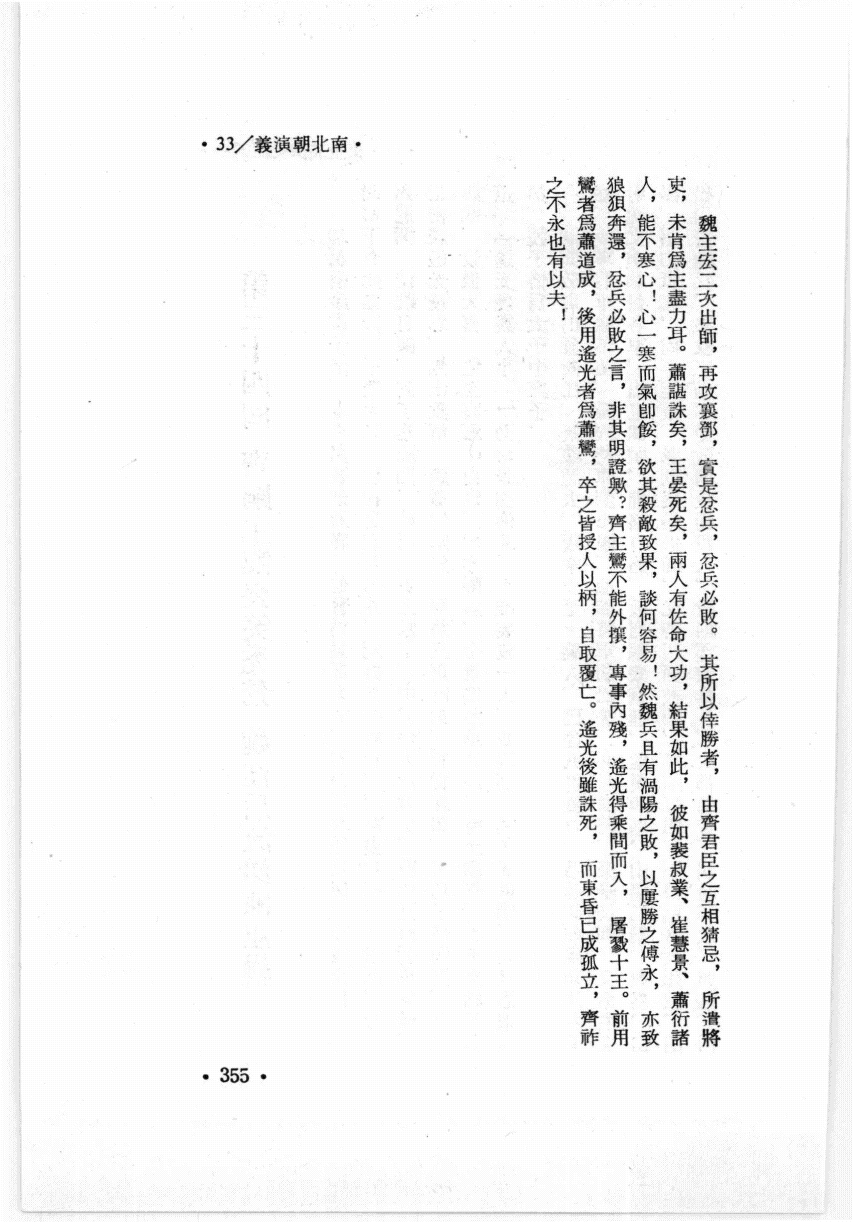 •33／義演朝北南•
魏主宏二次出師，再攻襄鄧，實是忿兵，忿兵必敗。其所以倖勝者，由齊君臣之互相猜忌，所遣將
吏，未肯爲主盡力耳。蕭諶誅矣，王晏死矣，兩人有佐命大功，結果如此，彼如裴叔業、崔慧景、蕭衍諸
人，能不寒心！心一寒而氣卽餒，欲其殺敵致果，談何容易！然魏兵且有渦陽之敗，以屢勝之傅永，亦致
狼狽奔還，忿兵必敗之言，非其明證歟？齊主鸞不能外攘，專事內殘，遙光得乘間而入，屠戮十王。前用
鸞者爲蕭道成，後用遙光者爲蕭鸞，卒之皆授人以柄，自取覆亡。遙光後雖誅死，而東昏已成孤立，齊祚
之不永也有以夫！
•355•